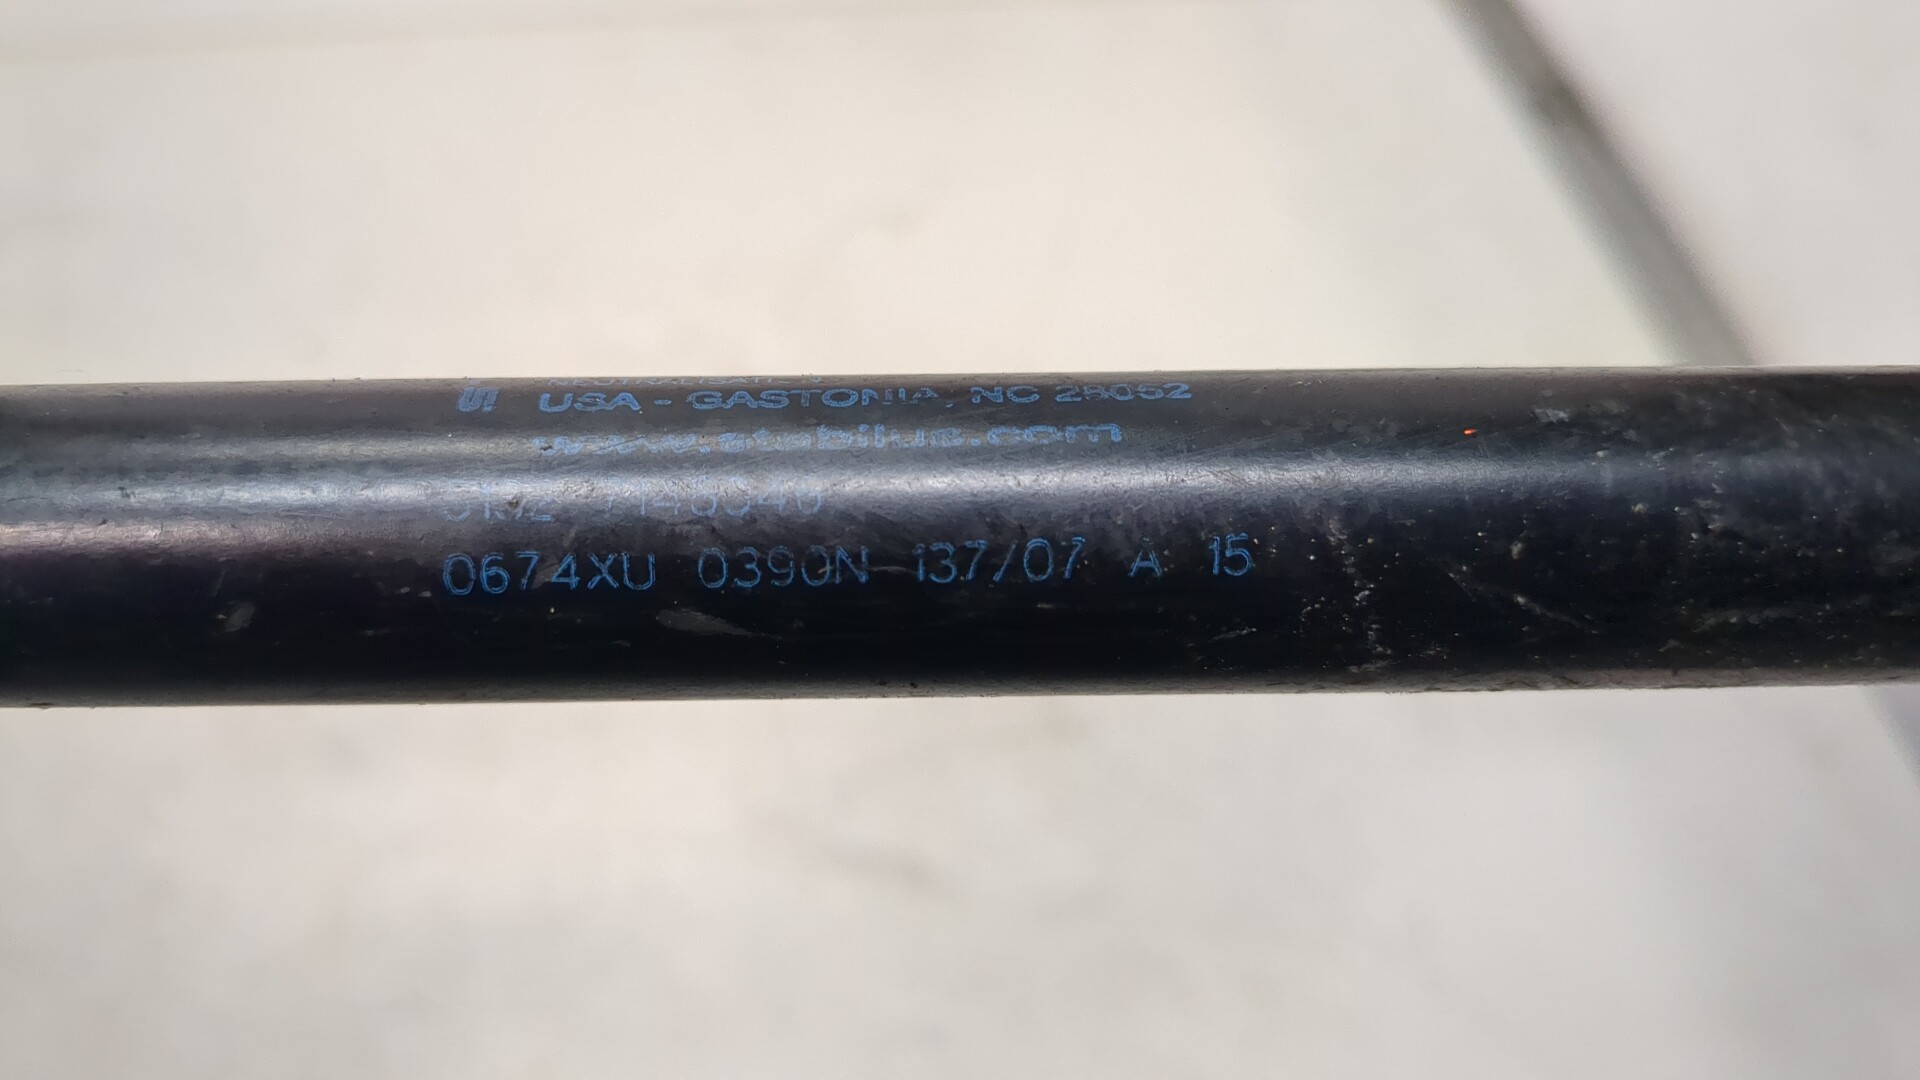 USA - GASTONIA, NC 28052
www.stabilus.com
0674XU 0390N 137/07 A 15